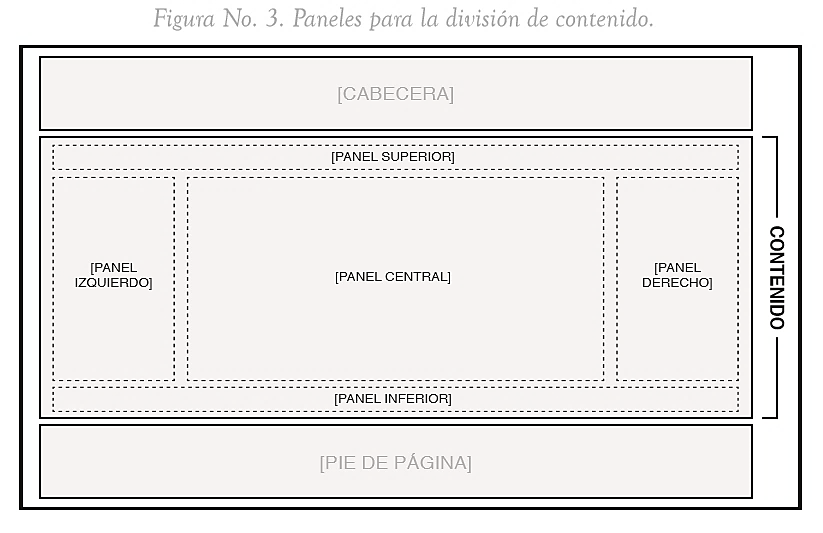 Figura No. 3. Paneles para la división de contenido.
[CABECERA]
[PANEL SUPERIOR]
[PANEL
IZQUIERDO]
[PANEL CENTRAL]
[PANEL
DERECHO]
CONTENIDO
[PANEL INFERIOR]
[PIE DE PÁGINA]